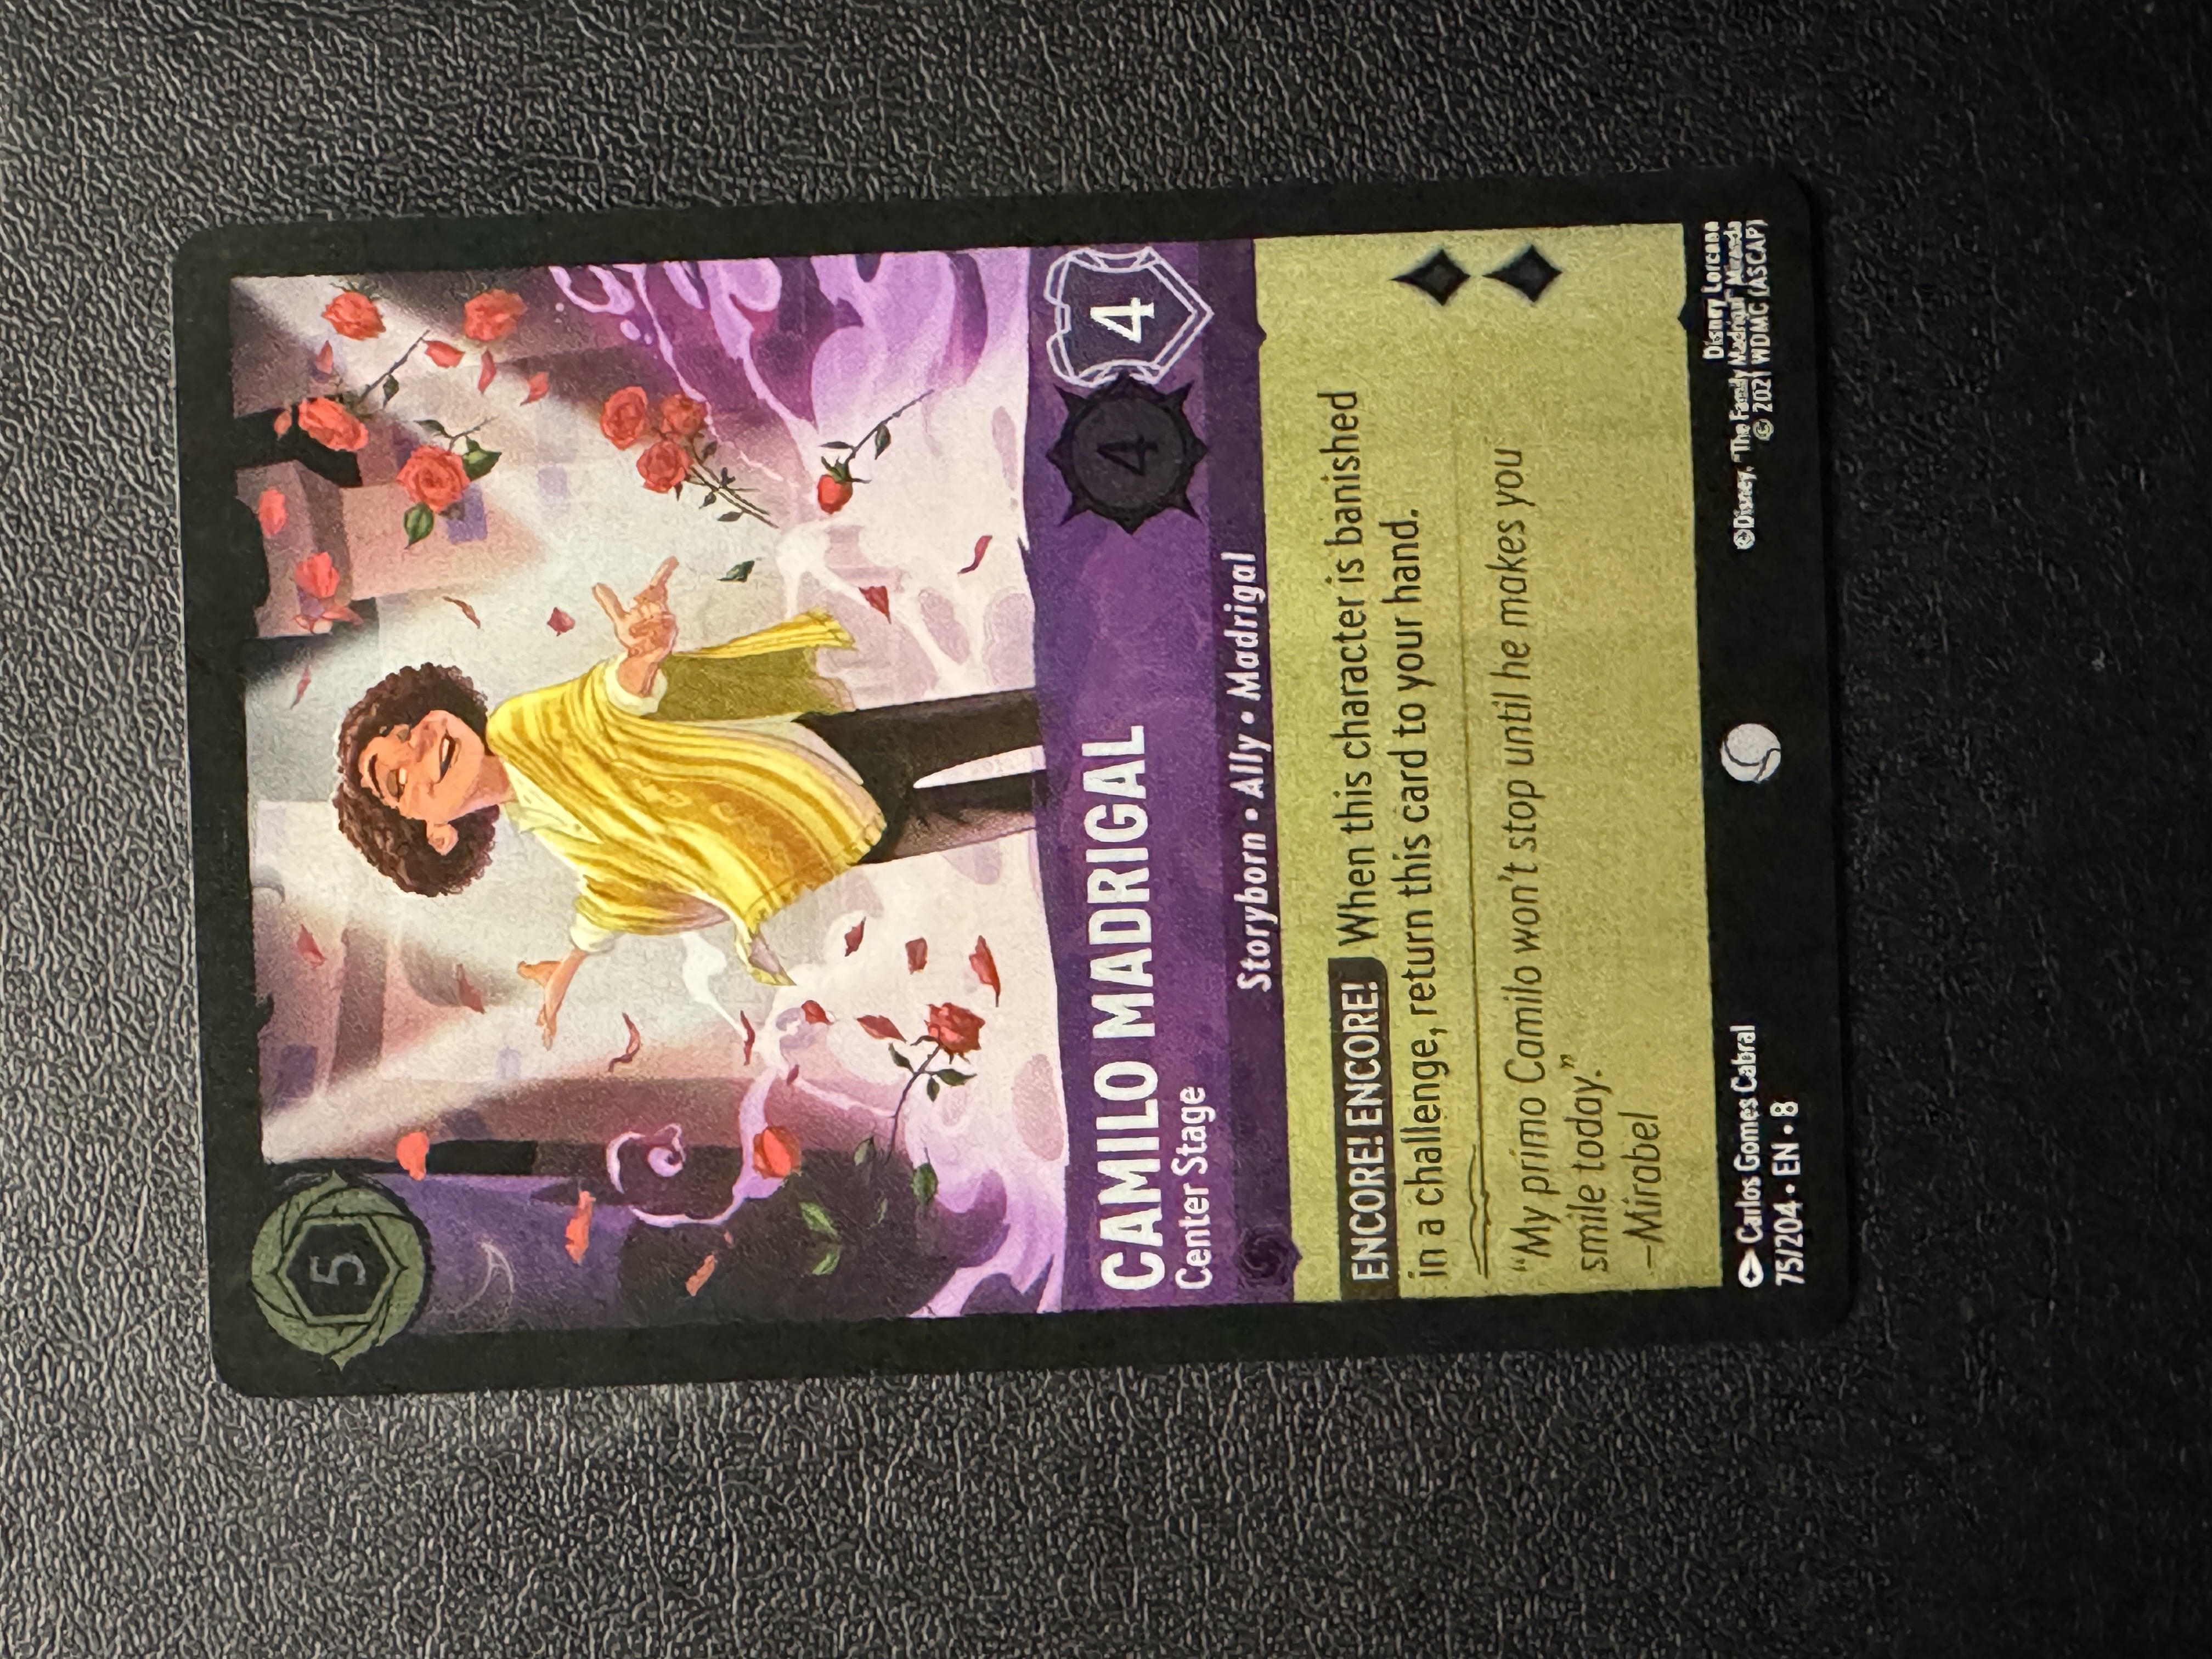 5
CAMILO MADRIGAL
Center Stage
4
4
Storyborn • Ally • Madrigal
ENCORE! ENCORE! When this character is banished
in a challenge, return this card to your hand.
“My primo Camilo won't stop until he makes you
smile today.”
–Mirabel
Carlos Gomes Cabral
75/204 • EN • 8
Disney Lorcana
©Disney, "The Family Madrigal" Miranda
© 2021 WDMC (ASCAP)